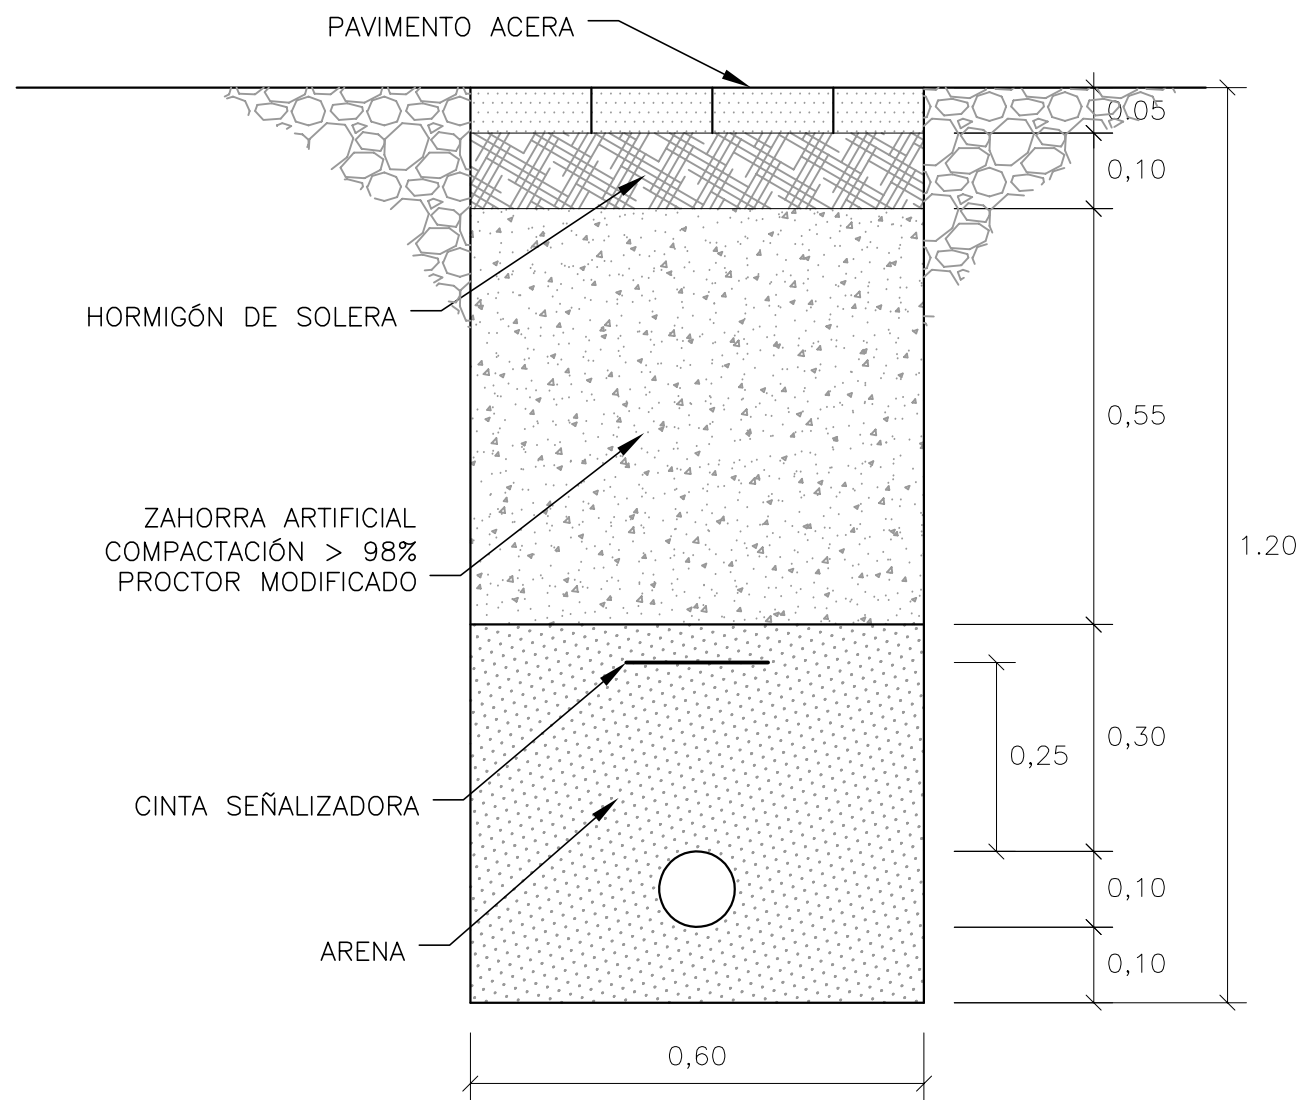 PAVIMENTO ACERA
0.05
0,10
HORMIGÓN DE SOLERA
0,55
ZAHORRA ARTIFICIAL
COMPACTACIÓN > 98%
PROCTOR MODIFICADO
1.20
0,30
0,25
CINTA SEÑALIZADORA
0,10
ARENA
0,10
0,60